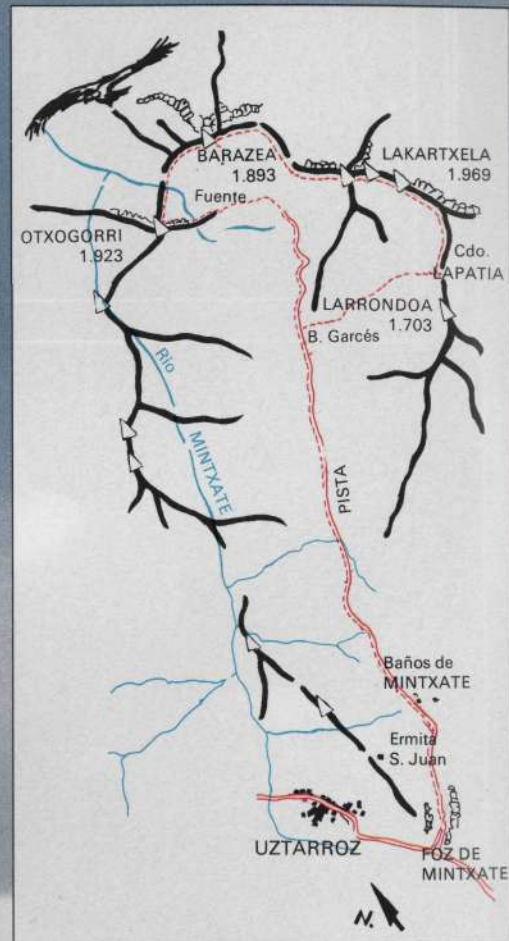 BARAZEA
1.893
LAKARTXELA
1.969
Fuente
OTXOGORRI
1.923
Cdo.
LAPATIA
LARRONDOA
1.703
B. Garcés
Río
MINTXATE
PISTA
Baños de
MINTXATE
Ermita
S. Juan
UZTARROZ
FOZ DE
MINTXATE
N.